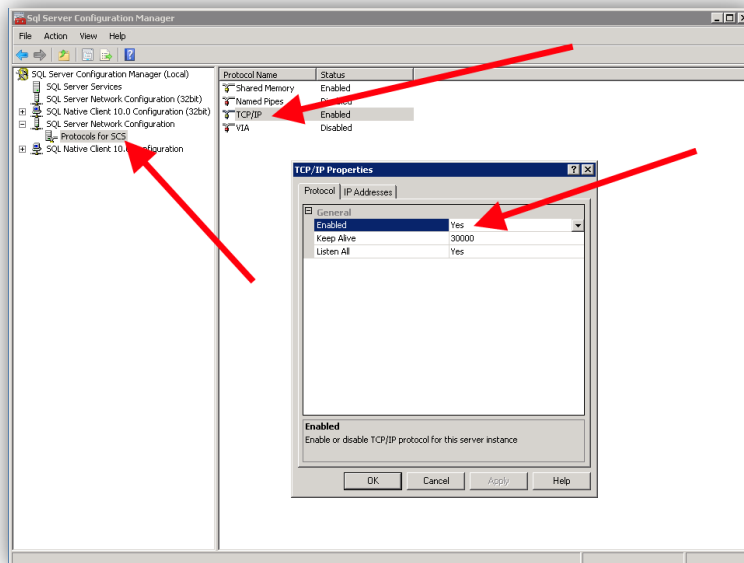 Sql Server Configuration Manager
File Action View Help
SQL Server Configuration Manager (Local)
SQL Server Services
SQL Server Network Configuration (32bit)
SQL Native Client 10.0 Configuration (32bit)
SQL Server Network Configuration
Protocols for SCS
SQL Native Client 10.0 Configuration
Protocol Name Status
Shared Memory Enabled
Named Pipes Disabled
TCP/IP Enabled
VIA Disabled
TCP/IP Properties
Protocol IP Addresses
General
Enabled Yes
Keep Alive 30000
Listen All Yes
Enabled
Enable or disable TCP/IP protocol for this server instance
OK Cancel Apply Help